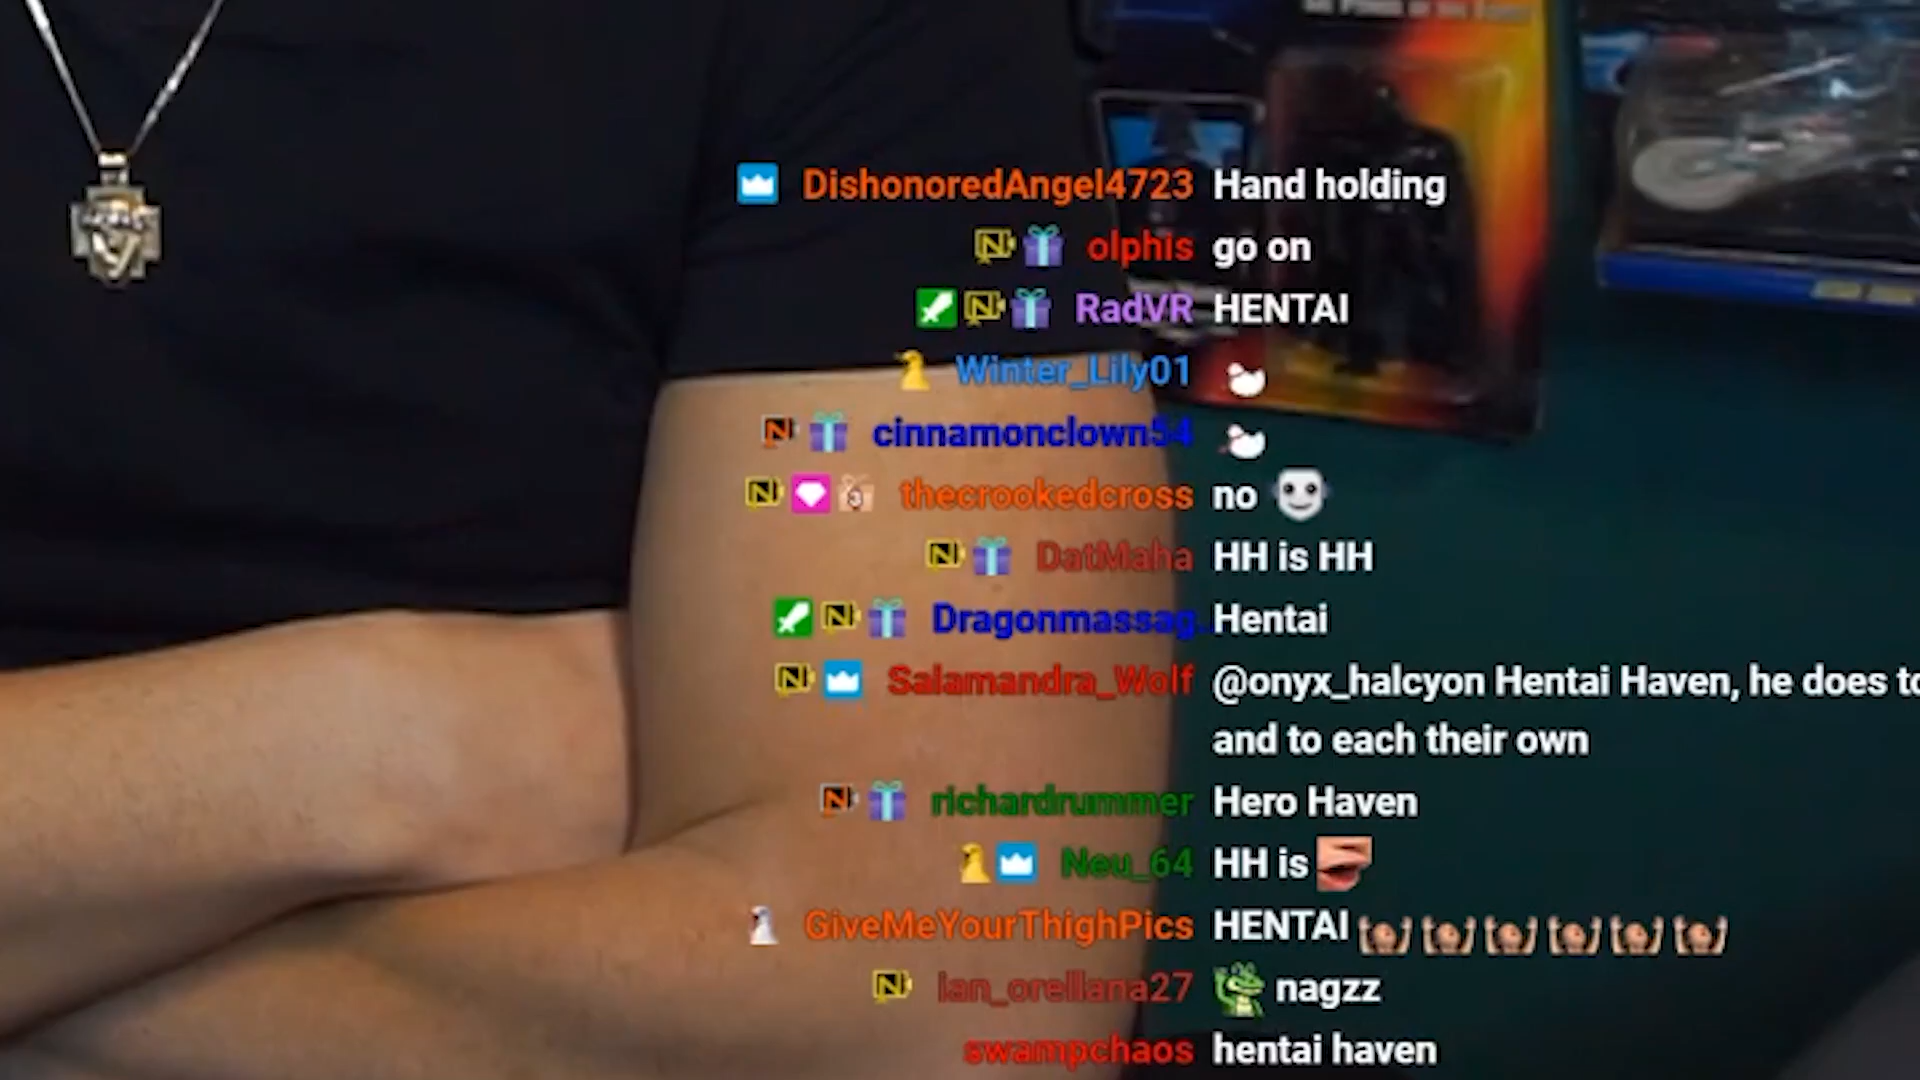 DishonoredAngel4723 Hand holding
olphis go on
RadVR HENTAI
Winter_Lily01
cinnamonclown54
thecrookedcross no
DatMaha HH is HH
Dragonmassag.. Hentai
Salamandra_Wolf @onyx_halcyon Hentai Haven, he does to
and to each their own
richardrummer Hero Haven
Neu_64 HH is
GiveMeYourThighPics HENTAI
ian_orellana27 nagzz
swampchaos hentai haven